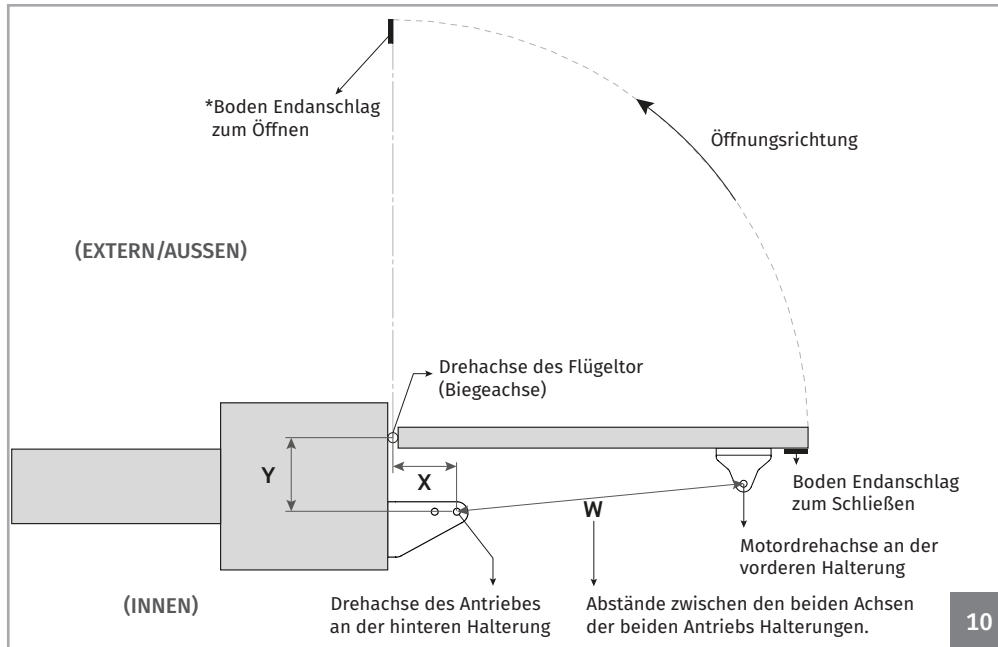 *Boden Endanschlag
zum Öffnen
Öffnungsrichtung
(EXTERN/AUSSEN)
Drehachse des Flügeltor
(Biegeachse)
Y
X
W
Boden Endanschlag
zum Schließen
Motordrehachse an der
vorderen Halterung
(INNEN)
Drehachse des Antriebes
an der hinteren Halterung
Abstände zwischen den beiden Achsen
der beiden Antriebs Halterungen.
10